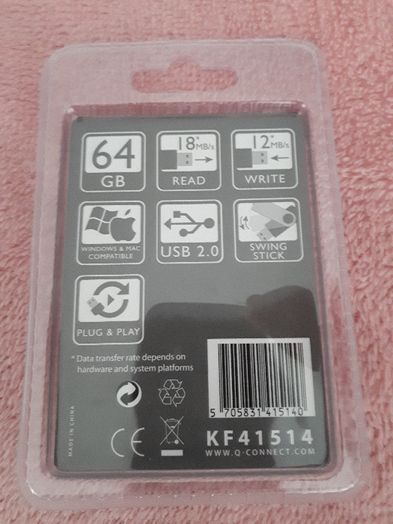 64
GB
18*MB/s
READ
12*MB/s
WRITE
WINDOWS & MAC
COMPATIBLE
USB 2.0
SWING
STICK
PLUG & PLAY
* Data transfer rate depends on
hardware and system platforms
5 705831 415140
MADE IN CHINA
CE
KF41514
WWW.Q-CONNECT.COM